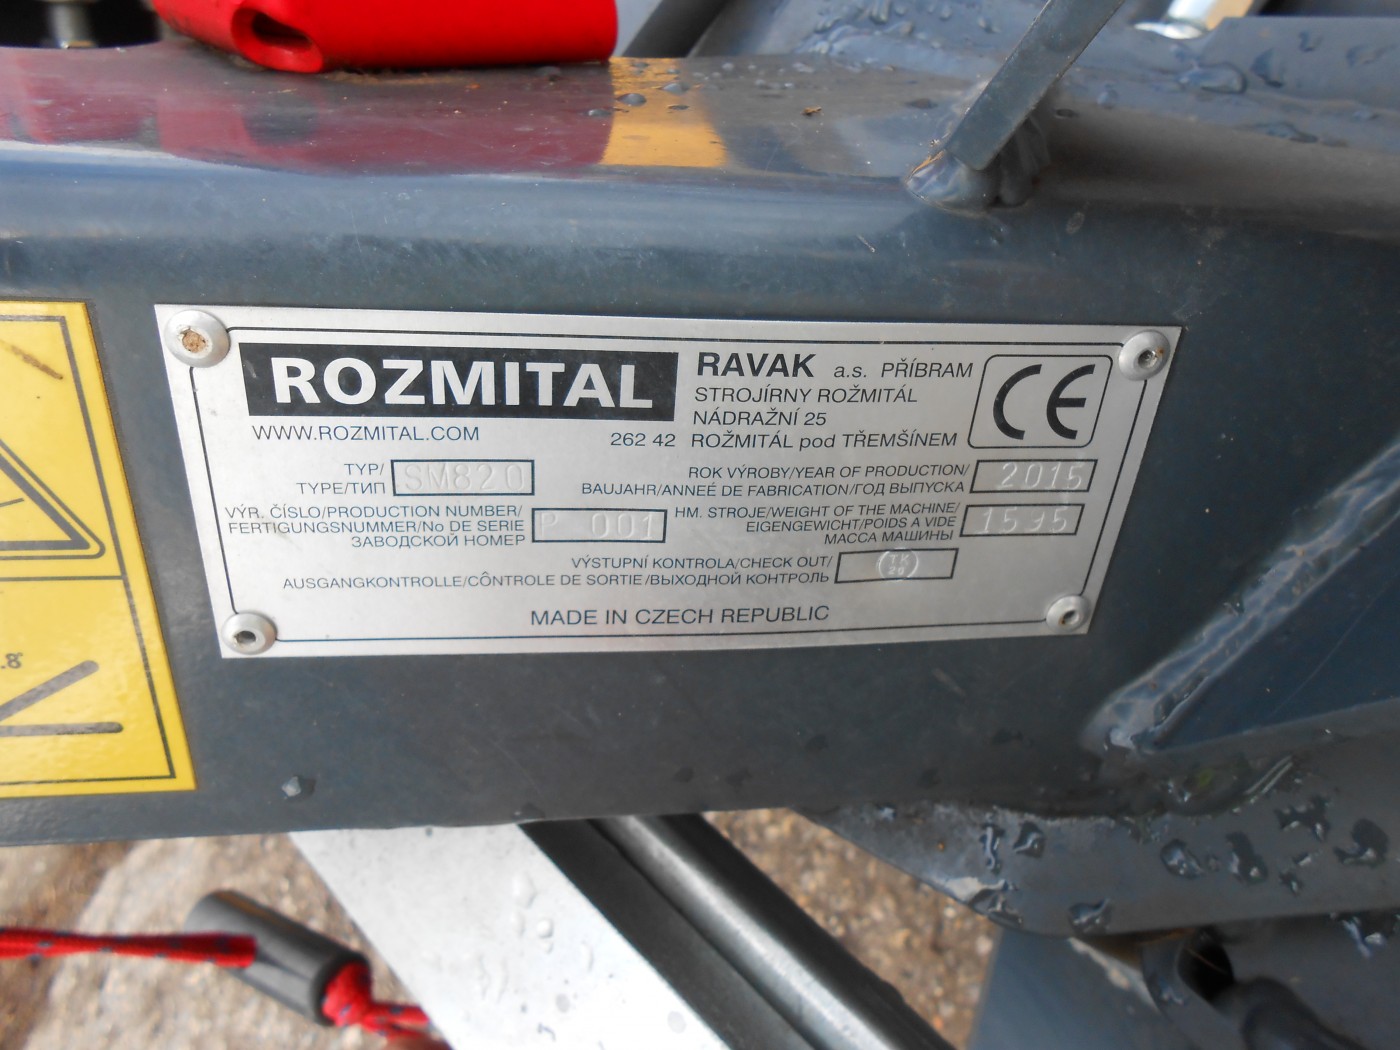 ROZMITAL
RAVAK a.s. PŘÍBRAM
STROJÍRNY ROŽMITÁL
NÁDRAŽNÍ 25
WWW.ROZMITAL.COM
262 42 ROŽMITÁL pod TŘEMŠÍNEM
CE
TYP/
TYPE/ТИП
SM820
ROK VÝROBY/YEAR OF PRODUCTION/
BAUJAHR/ANNEÉ DE FABRICATION/ГОД ВЫПУСКА
2015
VÝR. ČÍSLO/PRODUCTION NUMBER/
FERTIGUNGSNUMMER/No DE SERIE
ЗАВОДСКОЙ НОМЕР
P 001
HM. STROJE/WEIGHT OF THE MACHINE/
EIGENGEWICHT/POIDS A VIDE
МАССА МАШИНЫ
1595
VÝSTUPNÍ KONTROLA/CHECK OUT/
AUSGANGKONTROLLE/CÔNTROLE DE SORTIE/ВЫХОДНОЙ КОНТРОЛЬ
TK
20
MADE IN CZECH REPUBLIC